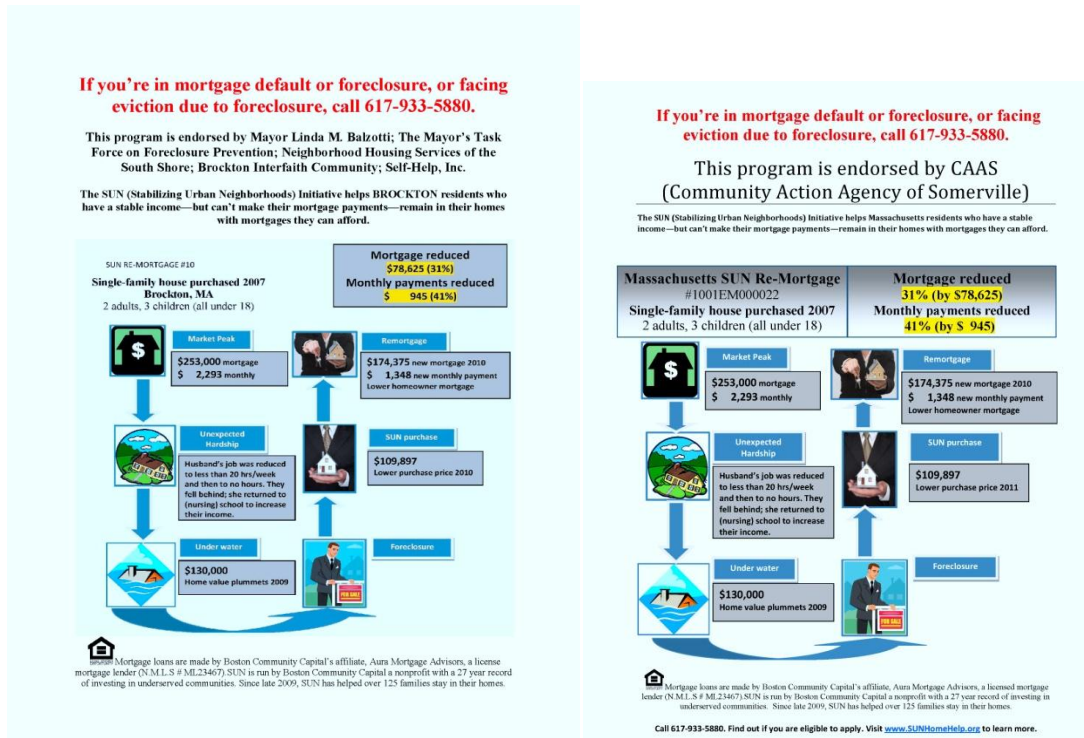 If you're in mortgage default or foreclosure, or facing
eviction due to foreclosure, call 617-933-5880.
This program is endorsed by Mayor Linda M. Balzotti; The Mayor's Task
Force on Foreclosure Prevention; Neighborhood Housing Services of the
South Shore; Brockton Interfaith Community; Self-Help, Inc.
The SUN (Stabilizing Urban Neighborhoods) Initiative helps BROCKTON residents who
have a stable income—but can't make their mortgage payments—remain in their homes
with mortgages they can afford.
SUN RE-MORTGAGE #10
Single-family house purchased 2007
Brockton, MA
2 adults, 3 children (all under 18)
Mortgage reduced
$78,625 (31%)
Monthly payments reduced
$ 945 (41%)
Market Peak
$253,000 mortgage
$ 2,293 monthly
Remortgage
$174,375 new mortgage 2010
$ 1,348 new monthly payment
Lower homeowner mortgage
Unexpected
Hardship
Husband's job was reduced
to less than 20 hrs/week
and then to no hours. They
fell behind; she returned to
(nursing) school to increase
their income.
SUN purchase
$109,897
Lower purchase price 2010
Under water
$130,000
Home value plummets 2009
Foreclosure
FOR SALE
Mortgage loans are made by Boston Community Capital's affiliate, Aura Mortgage Advisors, a license
mortgage lender (N.M.L.S # ML23467).SUN is run by Boston Community Capital a nonprofit with a 27 year record
of investing in underserved communities. Since late 2009, SUN has helped over 125 families stay in their homes.
If you're in mortgage default or foreclosure, or facing
eviction due to foreclosure, call 617-933-5880.
This program is endorsed by CAAS
(Community Action Agency of Somerville)
The SUN (Stabilizing Urban Neighborhoods) Initiative helps Massachusetts residents who have a stable
income—but can't make their mortgage payments—remain in their homes with mortgages they can afford.
Massachusetts SUN Re-Mortgage
#1001EM000022
Single-family house purchased 2007
2 adults, 3 children (all under 18)
Mortgage reduced
31% (by $78,625)
Monthly payments reduced
41% (by $ 945)
Market Peak
$253,000 mortgage
$ 2,293 monthly
Remortgage
$174,375 new mortgage 2010
$ 1,348 new monthly payment
Lower homeowner mortgage
Unexpected
Hardship
Husband's job was reduced
to less than 20 hrs/week
and then to no hours. They
fell behind; she returned to
(nursing) school to increase
their income.
SUN purchase
$109,897
Lower purchase price 2011
Under water
$130,000
Home value plummets 2009
Foreclosure
FOR SALE
Mortgage loans are made by Boston Community Capital's affiliate, Aura Mortgage Advisors, a licensed mortgage
lender (N.M.L.S # ML23467).SUN is run by Boston Community Capital a nonprofit with a 27 year record of investing in
underserved communities. Since late 2009, SUN has helped over 125 families stay in their homes.
Call 617-933-5880. Find out if you are eligible to apply. Visit www.SUNHomeHelp.org to learn more.